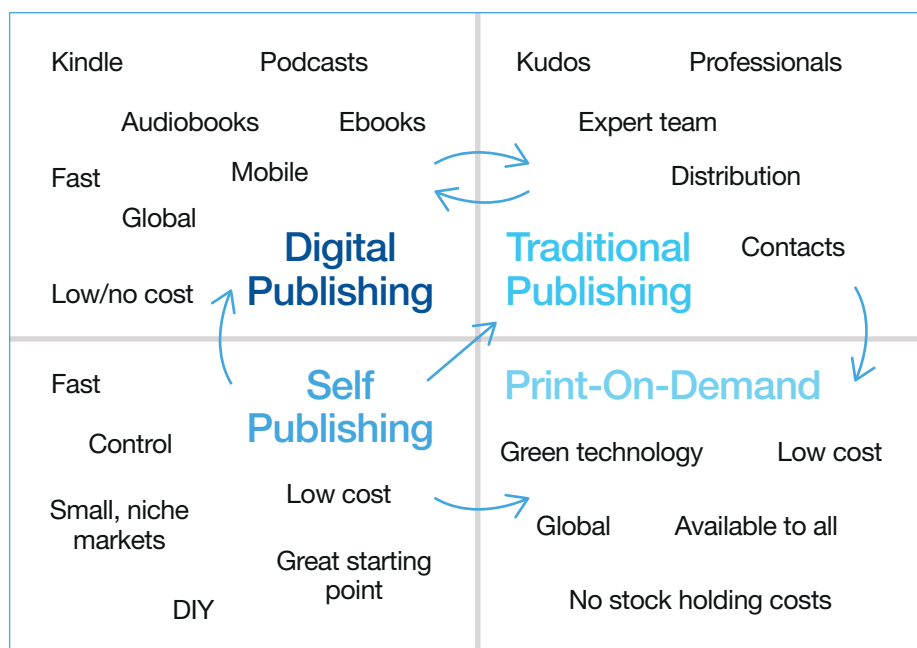 Kindle
Podcasts
Audiobooks
Ebooks
Fast
Mobile
Global
Digital
Publishing
Low/no cost
Kudos
Professionals
Expert team
Distribution
Contacts
Traditional
Publishing
Fast
Self
Publishing
Control
Low cost
Small, niche
markets
Great starting
point
DIY
Print-On-Demand
Green technology
Low cost
Global
Available to all
No stock holding costs